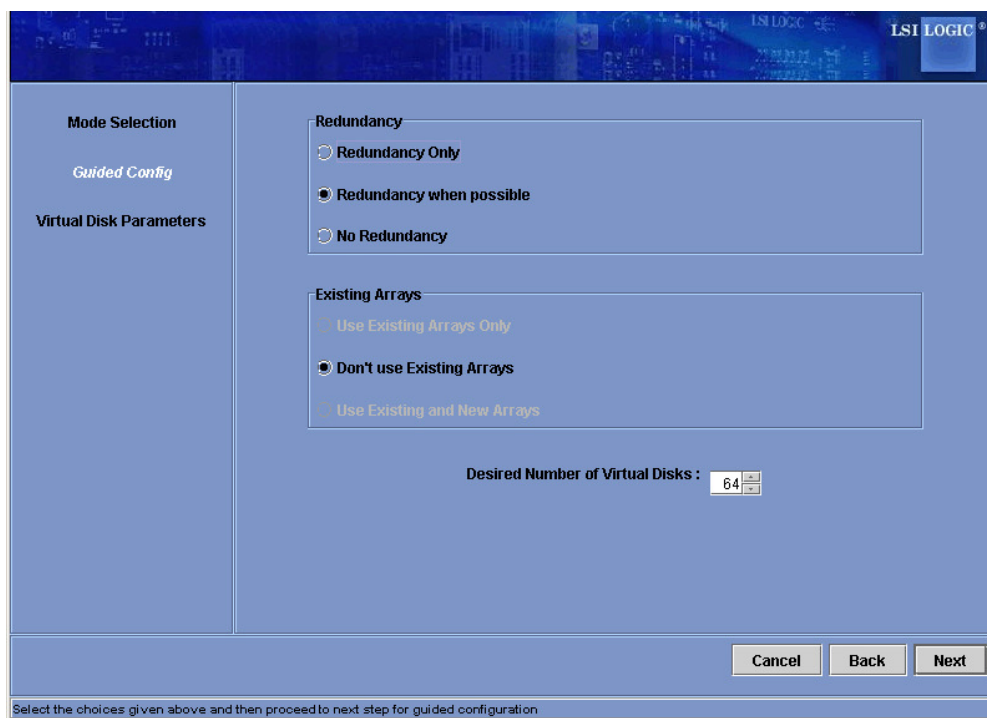 LSI LOGIC
LSI LOGIC ®
Mode Selection
Guided Config
Virtual Disk Parameters
Redundancy
Redundancy Only
Redundancy when possible
No Redundancy
Existing Arrays
Use Existing Arrays Only
Don't use Existing Arrays
Use Existing and New Arrays
Desired Number of Virtual Disks : 64
Cancel Back Next
Select the choices given above and then proceed to next step for guided configuration